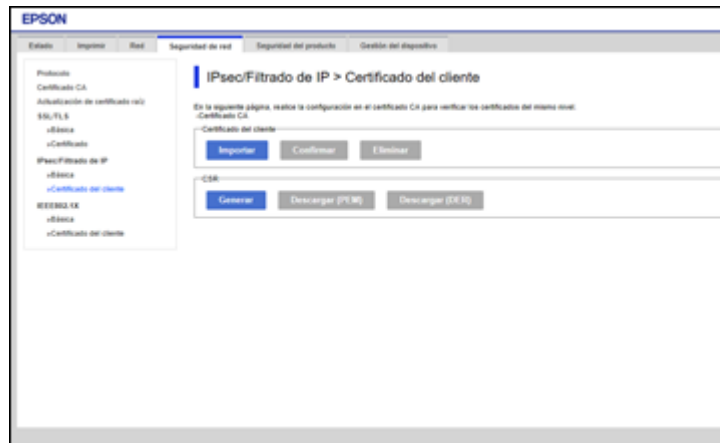 EPSON
Estado Imprimir Red Seguridad de red Seguridad del producto Gestión del dispositivo
Protocolo
Certificado CA
Actualización de certificado raíz
SSL/TLS
»Básica
»Certificado
IPsec/Filtrado de IP
»Básica
»Certificado del cliente
IEEE802.1X
»Básica
»Certificado del cliente
IPsec/Filtrado de IP > Certificado del cliente
En la siguiente página, realice la configuración en el certificado CA para verificar los certificados del mismo nivel.
-Certificado CA
Certificado del cliente
Importar Confirmar Eliminar
CSR
Generar Descargar (PEM) Descargar (DER)